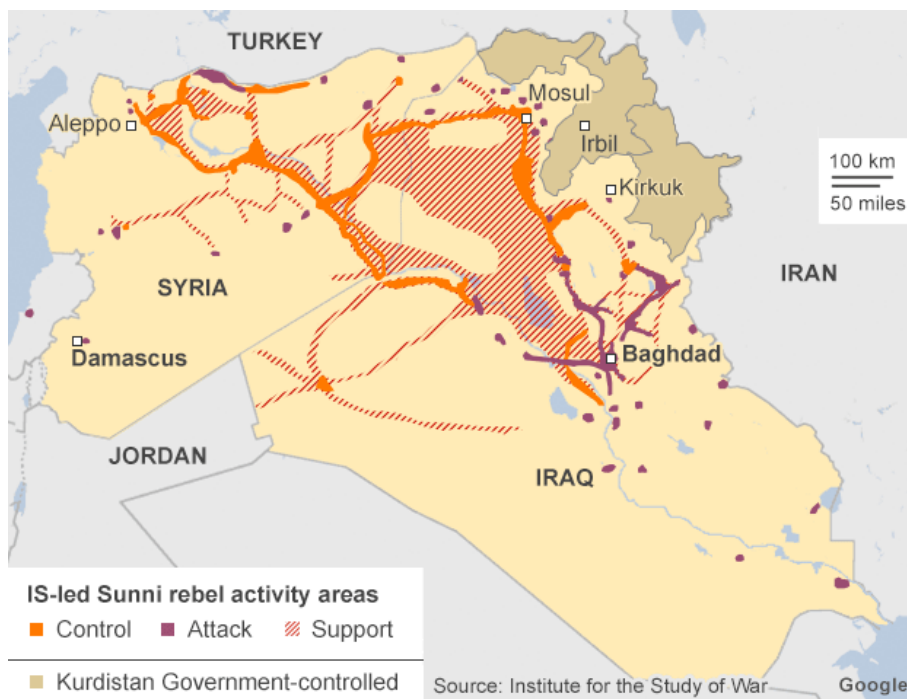 TURKEY
Mosul
Aleppo
Irbil
100 km
Kirkuk
50 miles
SYRIA
IRAN
Damascus
Baghdad
JORDAN
IRAQ
IS-led Sunni rebel activity areas
Control Attack Support
Kurdistan Government-controlled
Source: Institute for the Study of War
Google